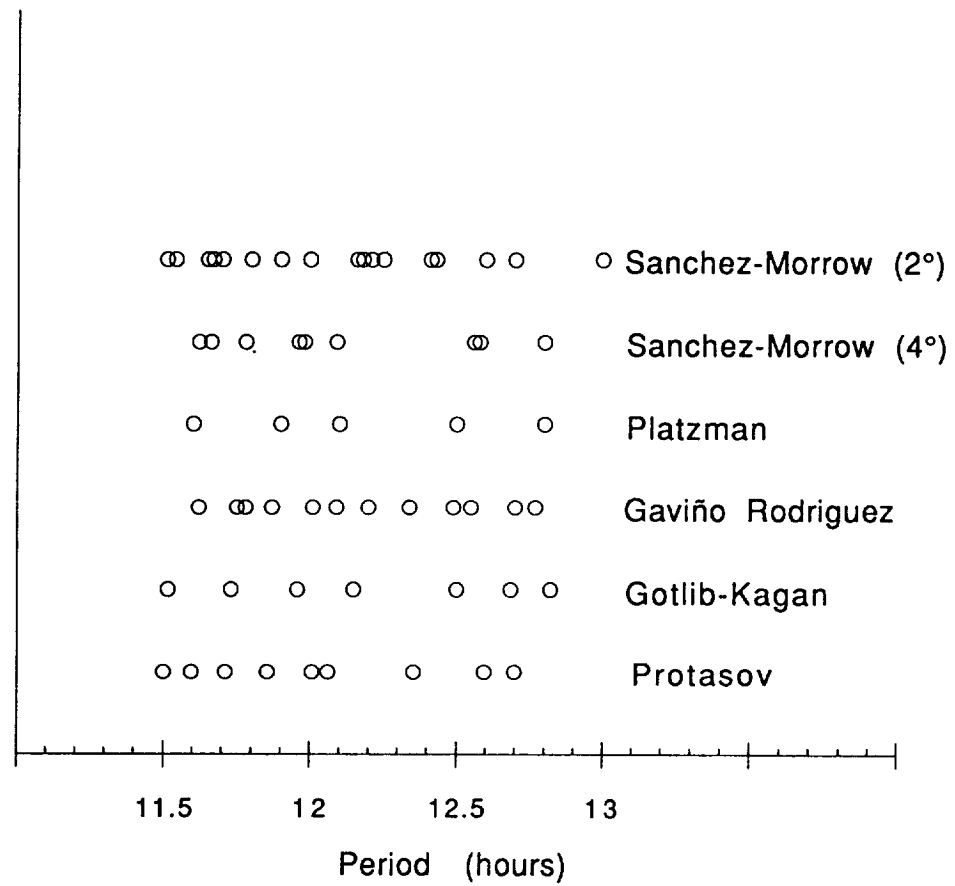 Sanchez-Morrow (2°)
Sanchez-Morrow (4°)
Platzman
Gaviño Rodriguez
Gotlib-Kagan
Protasov
11.5 12 12.5 13
Period (hours)